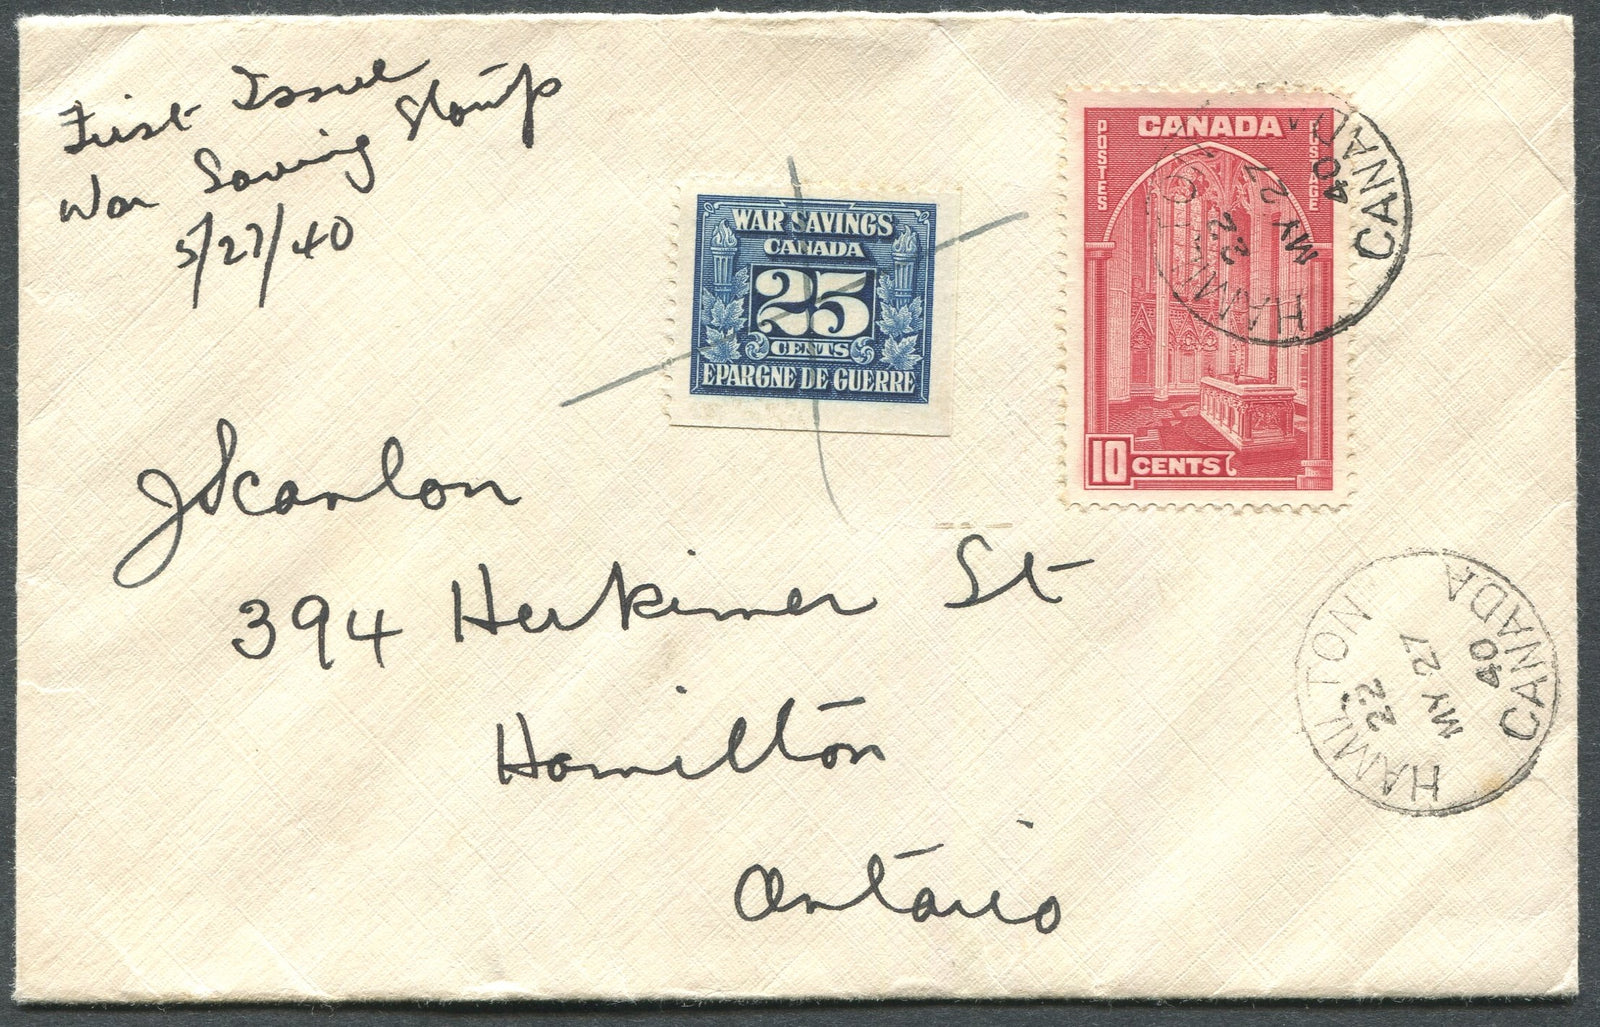 First Issue
War Saving Stamp
5/27/40
WAR SAVINGS
CANADA
25
CENTS
EPARGNE DE GUERRE
CANADA
POSTES
POSTAGE
10 CENTS
HAMILTON
22
MY 27
40
CANADA
J Scanlon
394 Herkimer St
Hamilton
Ontario
HAMILTON
22
MY 27
40
CANADA